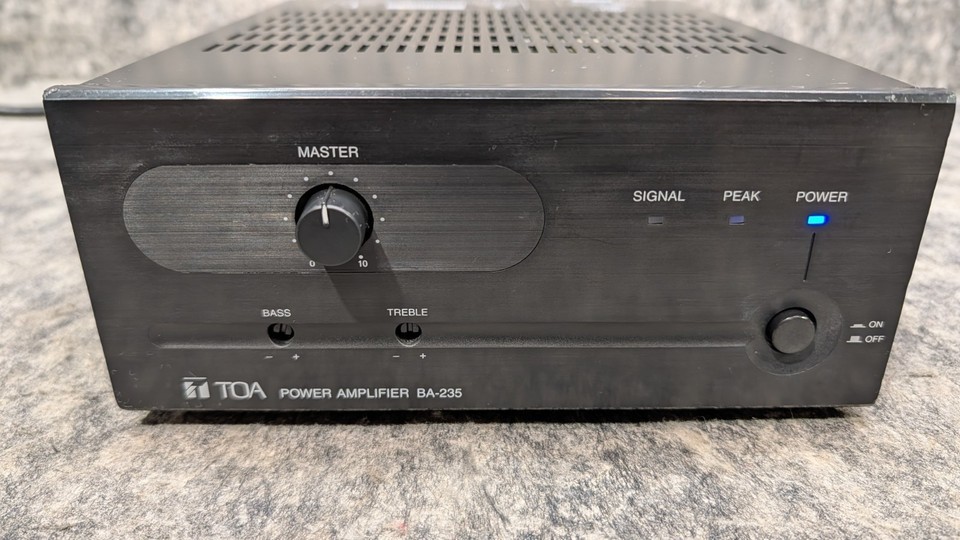 MASTER
0 10
SIGNAL PEAK POWER
BASS TREBLE
- + - +
ON
OFF
TOA POWER AMPLIFIER BA-235